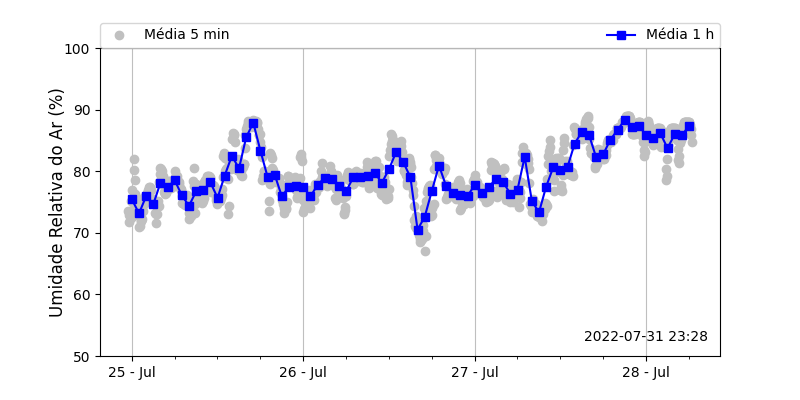 Média 5 min
Média 1 h
100
90
80
70
60
50
Umidade Relativa do Ar (%)
2022-07-31 23:28
25 - Jul
26 - Jul
27 - Jul
28 - Jul